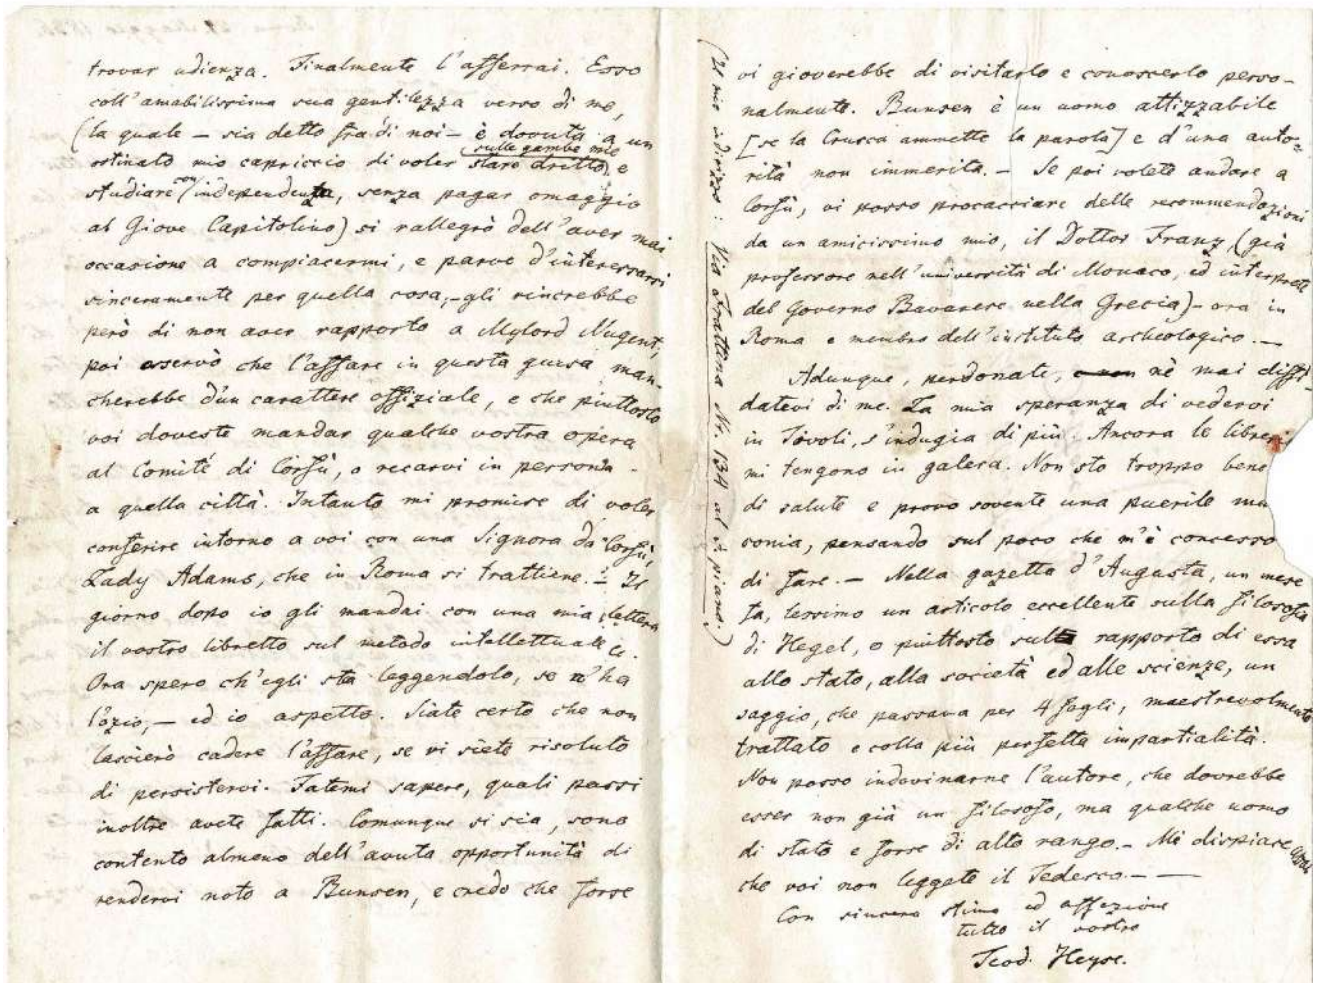 trovar udienza. Finalmente l'afferrai. Esso
coll'amabilissima sua gentilezza verso di me,
(la quale – sia detto fra di noi – è dovuta a un
ostinato mio capriccio di voler sulle gambe mie staro dritto, e
studiare con independenza, senza pagar omaggio
al Giove Capitolino) si rallegrò dell'aver mai
occasione a compiacermi, e parve d'interessarsi
sinceramente per quella cosa, – gli rincrebbe
però di non aver rapporto a Mylord Nugent,
poi osservò che l'affare in questa guisa man-
cherebbe d'un carattere offiziale, e che piuttosto
voi doveste mandar qualche vostra opera
al Comité di Corfù, o recarvi in persona
a quella città. Intanto mi promise di voler
conferire intorno a voi con una Signora da Corfù,
Lady Adams, che in Roma si trattiene. – Il
giorno dopo io gli mandai con una mia lettera
il vostro libretto sul metodo intellettuale &c.
Ora spero ch'egli sta leggendolo, se n'ha
l'ozio, – ed io aspetto. Siate certo che non
lascierò cadere l'affare, se vi siete risoluto
di persistervi. Fatemi sapere, quali passi
inoltre avete fatti. Comunque si sia, sono
contento almeno dell'avuta opportunità di
rendervi noto a Bunsen, e credo che forse
(Il mio indirizzo: Via Frattina Nr. 134 al 3. piano.)
vi gioverebbe di visitarlo e conoscerlo perso-
nalmente. Bunsen è un uomo attizzabile
[se la Crusca ammette la parola] e d'una auto-
rità non immerita. – Se poi volete andare a
Corfù, vi posso procacciare delle recommendazioni
da un amicissimo mio, il Dottor Franz, (già
professore nell'università di Monaco, ed interprete
del Governo Bavarese nella Grecia) – ora in
Roma e membro dell'instituto archeologico. —
Adunque, perdonate, nè mai diffi-
datevi di me. La mia speranza di vedervi
in Tivoli, s'indugia di più. Ancora le librerie
mi tengono in galera. Non sto troppo bene
di salute e provo sovente una puerile
conia, pensando sul poco che m'è concesso
di fare. – Nella gazetta d'Augusta, un mese
fa, lessimo un articolo eccellente sulla filosofia
di Hegel, o piuttosto sul rapporto di essa
allo stato, alla società ed alle scienze, un
saggio, che passava per 4 fogli, maestrevolmente
trattato e colla più perfetta impartialità.
Non posso indovinarne l'autore, che dovrebbe
esser non già un filosofo, ma qualche uomo
di stato e forse di alto rango. – Mi dispiace
che voi non leggete il Tedesco. — —
Con sincera stima ed affezione
tutto il vostro
Teod. Heyse.